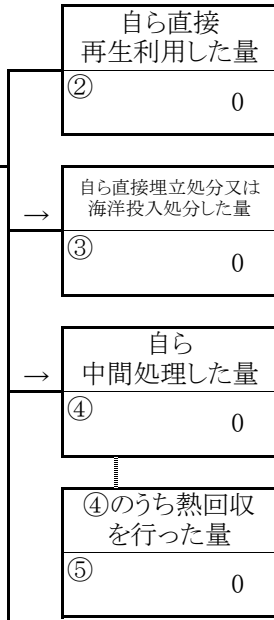 自ら直接
再生利用した量
②
0
→
自ら直接埋立処分又は
海洋投入処分した量
③
0
→
自ら
中間処理した量
④
0
④のうち熱回収
を行った量
⑤
0